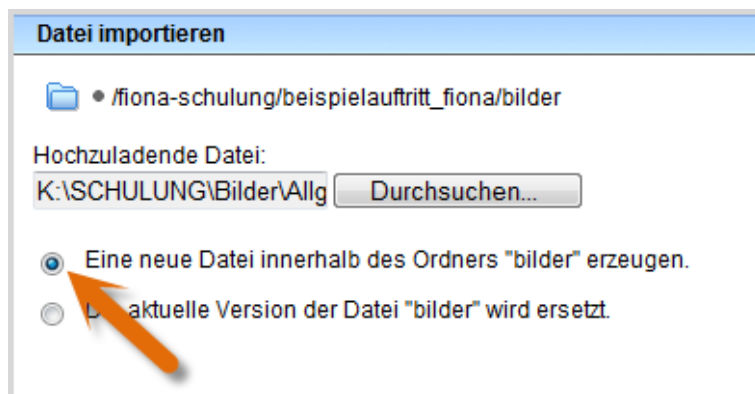 Datei importieren
/fiona-schulung/beispielauftritt_fiona/bilder
Hochzuladende Datei:
K:\SCHULUNG\Bilder\Allg Durchsuchen...
Eine neue Datei innerhalb des Ordners "bilder" erzeugen.
aktuelle Version der Datei "bilder" wird ersetzt.